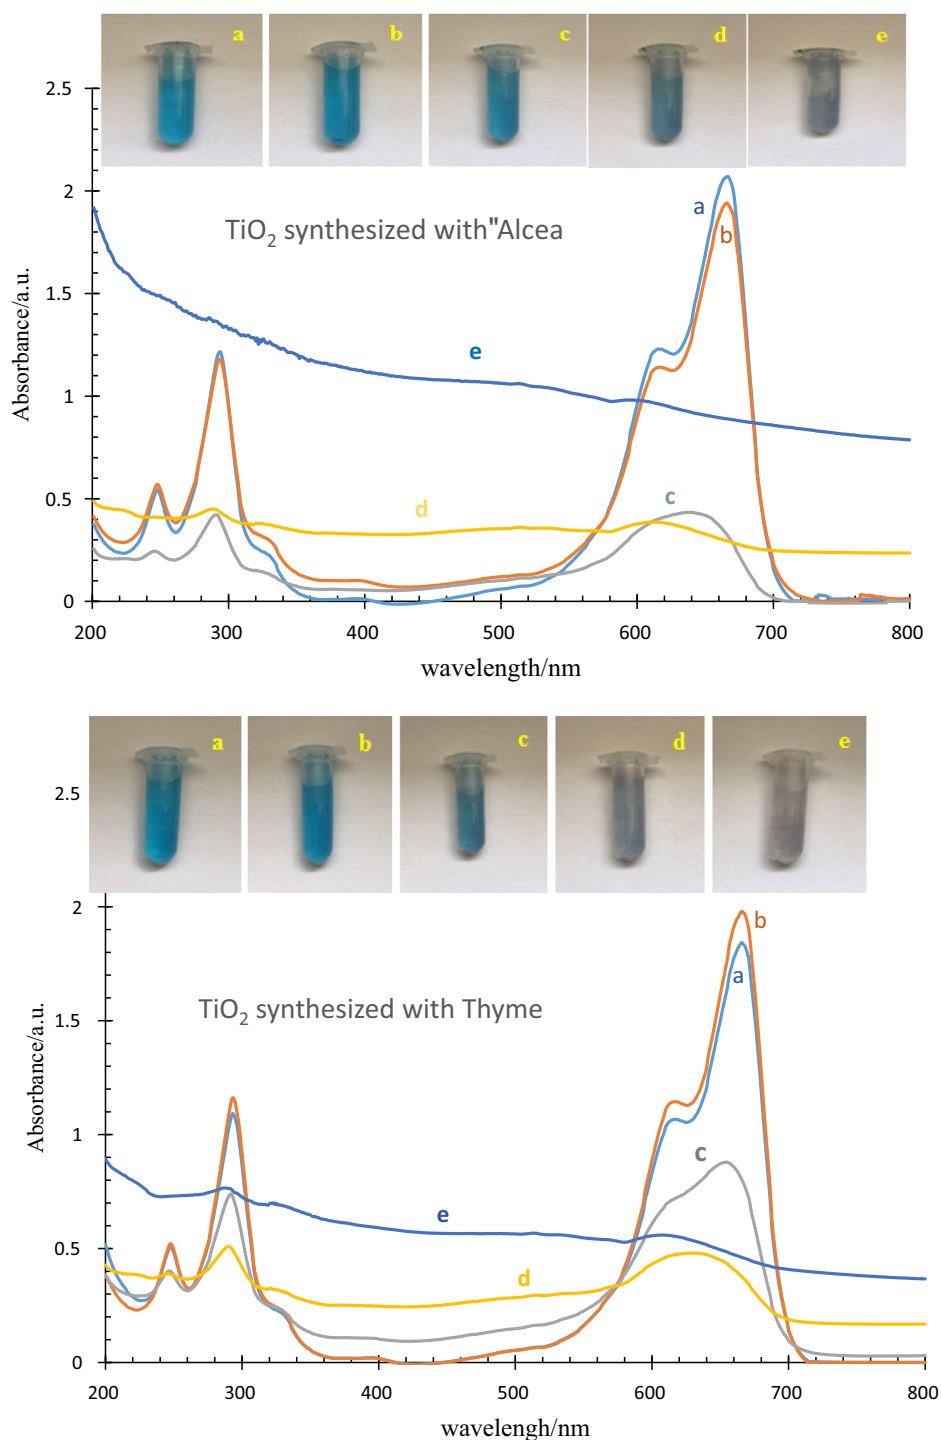 a b c d e
2.5
2
1.5
1
0.5
0
Absorbance/a.u.
TiO2 synthesized with"Alcea
a
b
e
c
d
200 300 400 500 600 700 800
wavelength/nm
a b c d e
2.5
2
1.5
1
0.5
0
Absorbance/a.u.
TiO2 synthesized with Thyme
b
a
c
e
d
200 300 400 500 600 700 800
wavelengh/nm